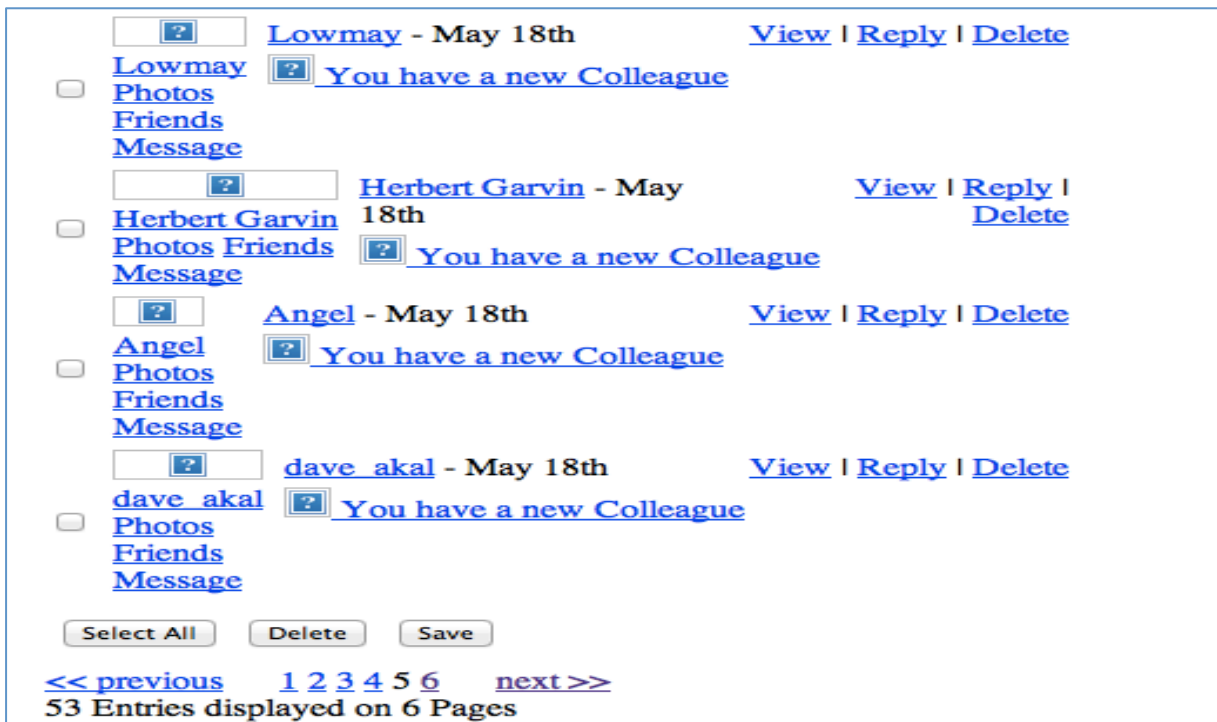 Lowmay - May 18th View | Reply | Delete
Lowmay You have a new Colleague
Photos
Friends
Message
Herbert Garvin - May 18th View | Reply | Delete
Herbert Garvin You have a new Colleague
Photos Friends
Message
Angel - May 18th View | Reply | Delete
Angel You have a new Colleague
Photos
Friends
Message
dave_akal - May 18th View | Reply | Delete
dave_akal You have a new Colleague
Photos
Friends
Message
Select All Delete Save
<< previous 1 2 3 4 5 6 next >>
53 Entries displayed on 6 Pages